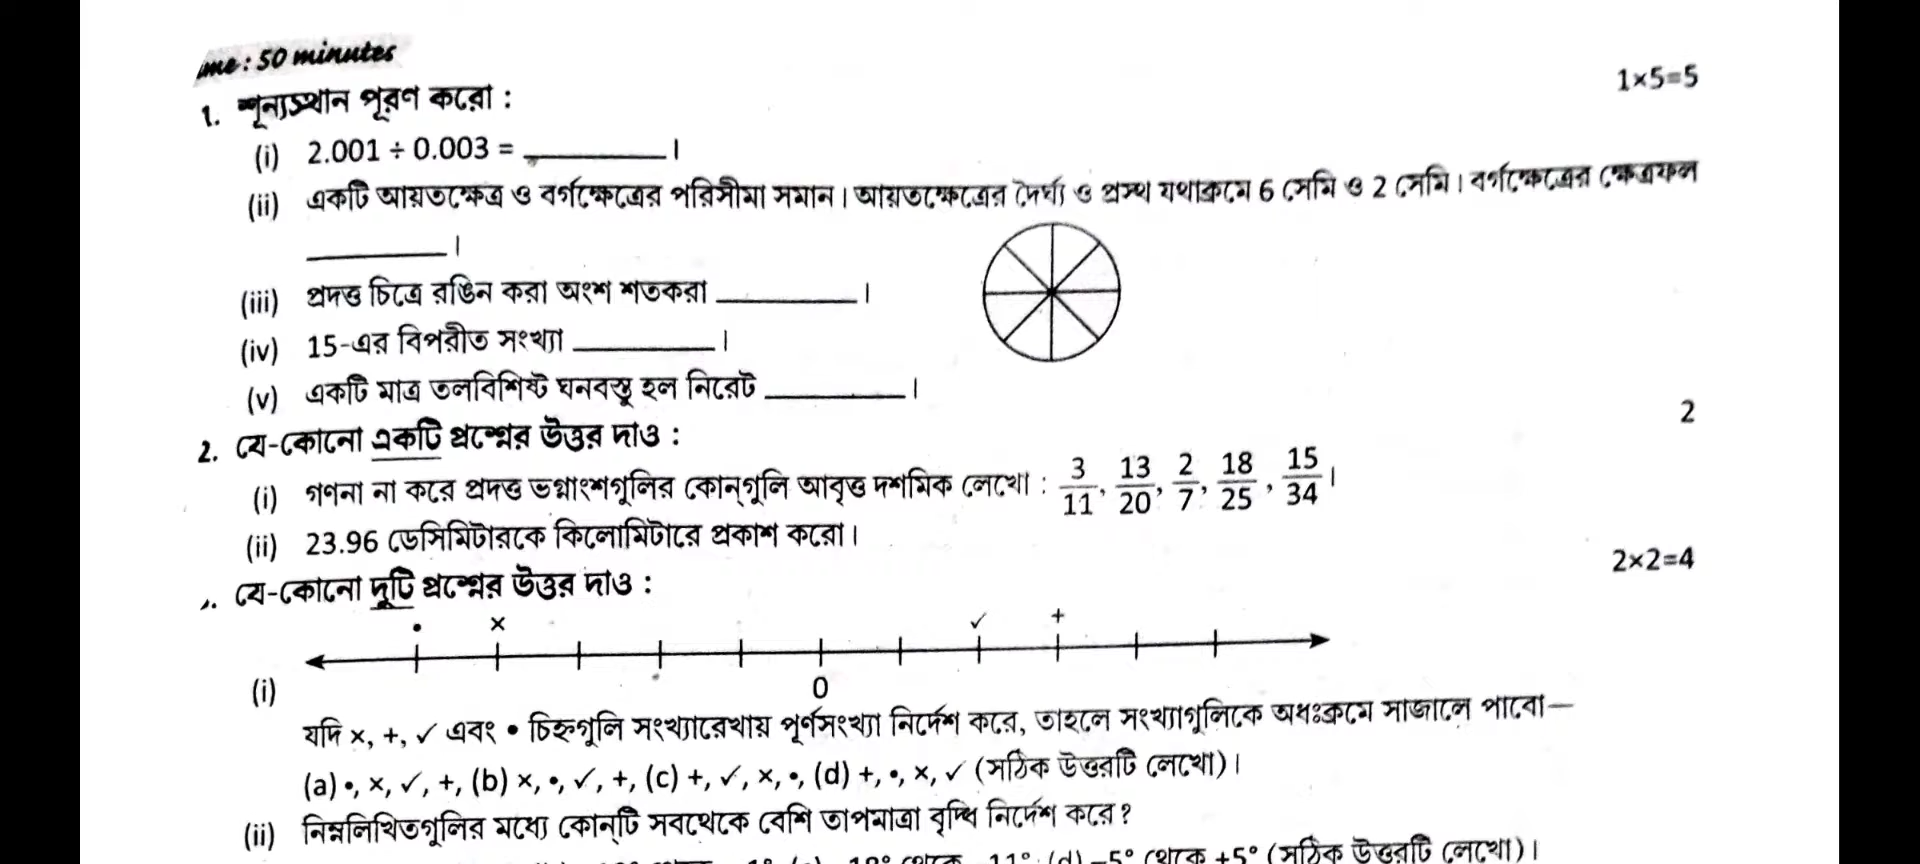 me : 50 minutes
1. শূন্যস্থান পূরণ করো : 1×5=5
(i) 2.001 ÷ 0.003 = ________ ।
(ii) একটি আয়তক্ষেত্র ও বর্গক্ষেত্রের পরিসীমা সমান। আয়তক্ষেত্রের দৈর্ঘ্য ও প্রস্থ যথাক্রমে 6 সেমি ও 2 সেমি। বর্গক্ষেত্রের ক্ষেত্রফল
________ ।
(iii) প্রদত্ত চিত্রে রঙিন করা অংশ শতকরা ________ ।
(iv) 15-এর বিপরীত সংখ্যা ________ ।
(v) একটি মাত্র তলবিশিষ্ট ঘনবস্তু হল নিরেট ________ ।
2. যে-কোনো একটি প্রশ্নের উত্তর দাও : 2
(i) গণনা না করে প্রদত্ত ভগ্নাংশগুলির কোন্‌গুলি আবৃত্ত দশমিক লেখো : 3/11, 13/20, 2/7, 18/25, 15/34 ।
(ii) 23.96 ডেসিমিটারকে কিলোমিটারে প্রকাশ করো।
যে-কোনো দুটি প্রশ্নের উত্তর দাও : 2×2=4
• × ✓ +
0
(i)
যদি ×, +, ✓ এবং • চিহ্নগুলি সংখ্যারেখায় পূর্ণসংখ্যা নির্দেশ করে, তাহলে সংখ্যাগুলিকে অধঃক্রমে সাজালে পাবো—
(a) •, ×, ✓, +, (b) ×, •, ✓, +, (c) +, ✓, ×, •, (d) +, •, ×, ✓ (সঠিক উত্তরটি লেখো)।
(ii) নিম্নলিখিতগুলির মধ্যে কোন্‌টি সবথেকে বেশি তাপমাত্রা বৃদ্ধি নির্দেশ করে?
(d) –5° থেকে +5° (সঠিক উত্তরটি লেখো)।